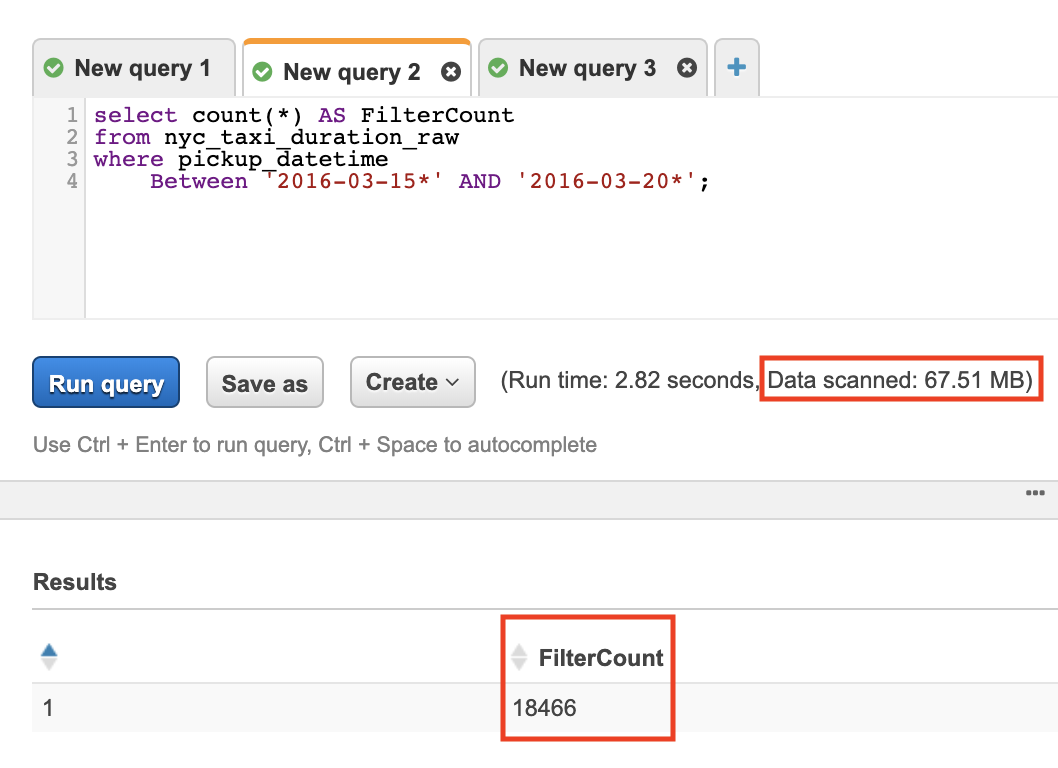 New query 1
New query 2
New query 3
1 select count(*) AS FilterCount
2 from nyc_taxi_duration_raw
3 where pickup_datetime
4 Between '2016-03-15*' AND '2016-03-20*';
Run query Save as Create (Run time: 2.82 seconds, Data scanned: 67.51 MB)
Use Ctrl + Enter to run query, Ctrl + Space to autocomplete
Results
FilterCount
1 18466